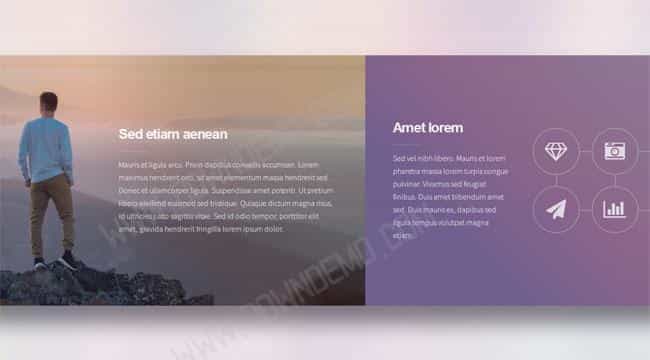 Sed etiam aenean
Mauris et ligula arcu. Proin dapibus convallis accumsan. Lorem
maximus hendrerit orci, sit amet elementum massa hendrerit sed.
Donec et ullamcorper ligula. Suspendisse amet potenti. Ut pretium
libero eleifend euismod sed tristique. Quisque dictum magna risus,
id ultricies justo sagittis vitae. Sed id odio tempor, porttitor elit
amet, gravida hendrerit fringilla lorem ipsum dolor.
Amet lorem
Sed vel nibh libero. Mauris et lorem
pharetra massa lorem turpis congue
pulvinar. Vivamus sed feugiat
finibus. Duis amet bibendum amet
sed. Duis mauris ex, dapibus sed
ligula tempus volutpat magna
etiam.
WWW.DOWNDEMO.COM
WWW.DOWNDEMO